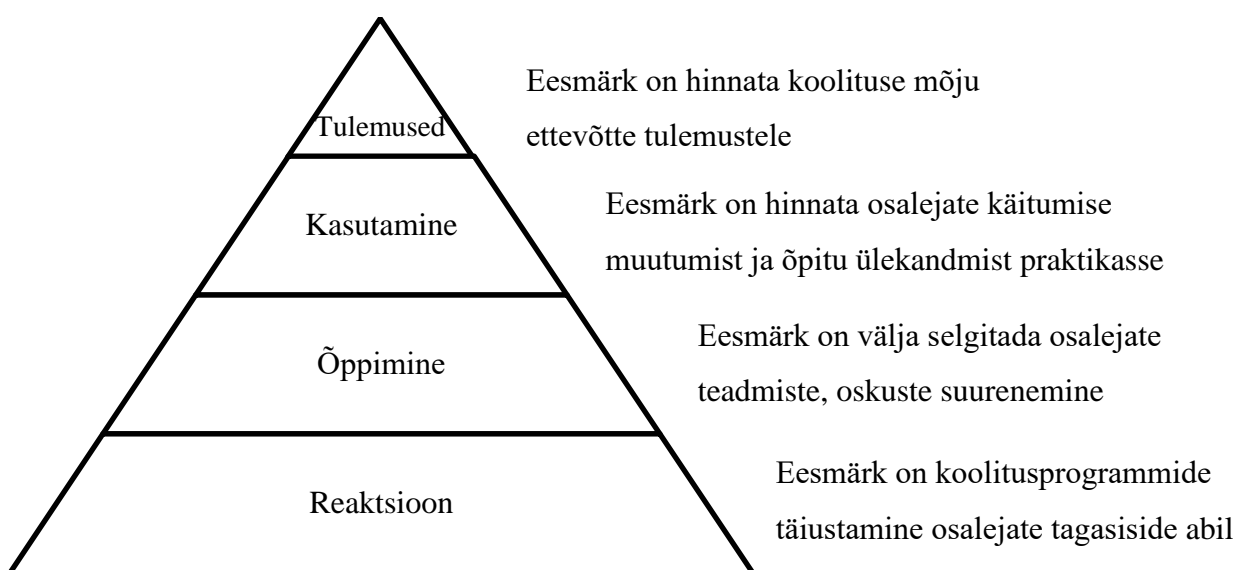 Tulemused
Eesmärk on hinnata koolituse mõju
ettevõtte tulemustele
Kasutamine
Eesmärk on hinnata osalejate käitumise
muutumist ja õpitu ülekandmist praktikasse
Õppimine
Eesmärk on välja selgitada osalejate
teadmiste, oskuste suurenemine
Reaktsioon
Eesmärk on koolitusprogrammide
täiustamine osalejate tagasiside abil